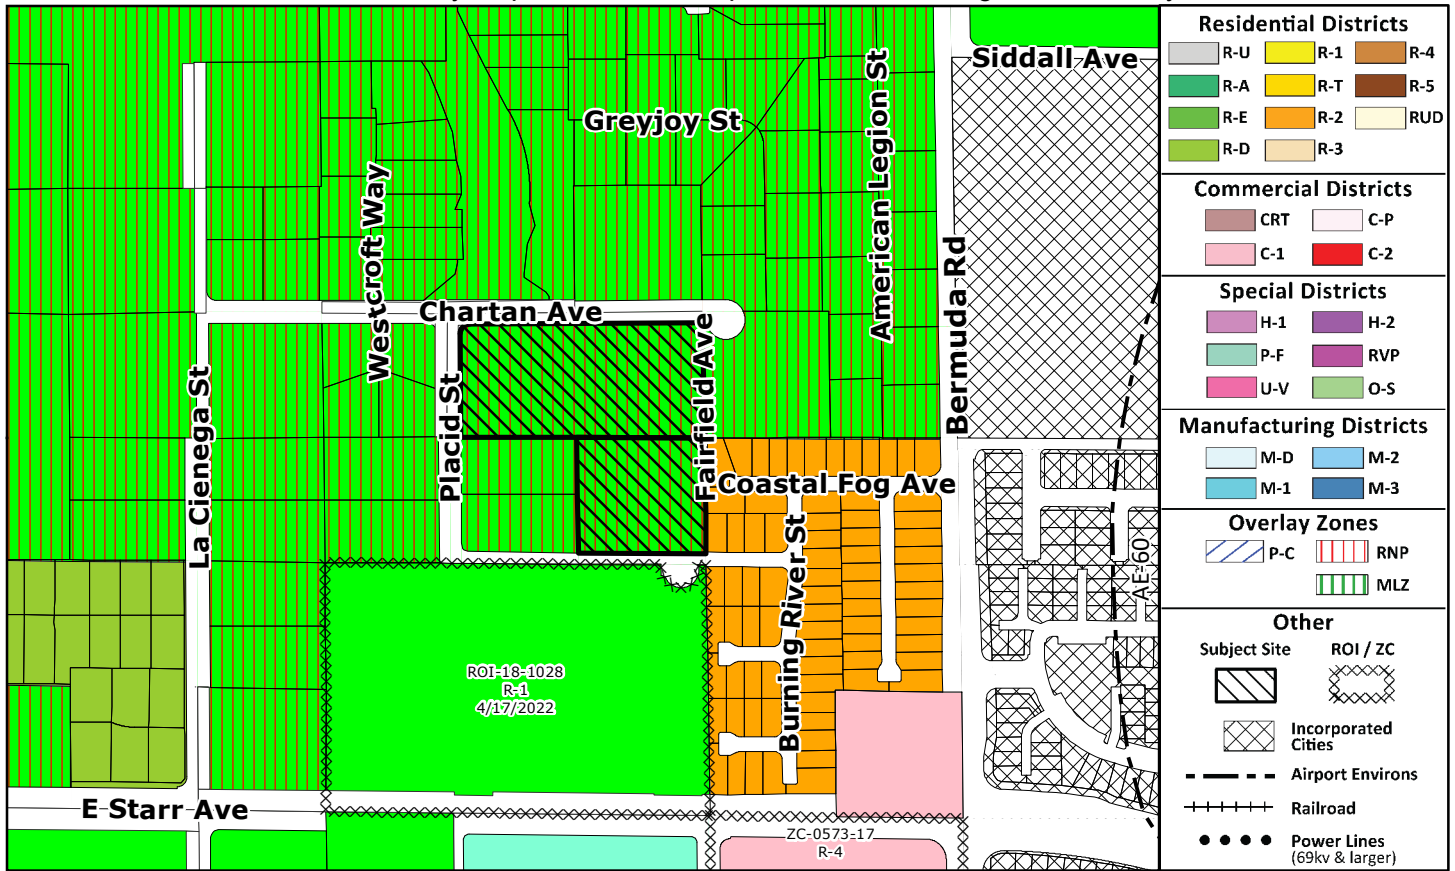 Siddall Ave
Greyjoy St
American Legion St
Westcroft Way
Bermuda Rd
Chartan Ave
Fairfield Ave
La Cienega St
Placid St
Coastal Fog Ave
Burning River St
AE-60
ROI-18-1028
R-1
4/17/2022
E Starr Ave
ZC-0573-17
R-4
Residential Districts
R-U R-1 R-4
R-A R-T R-5
R-E R-2 RUD
R-D R-3
Commercial Districts
CRT C-P
C-1 C-2
Special Districts
H-1 H-2
P-F RVP
U-V O-S
Manufacturing Districts
M-D M-2
M-1 M-3
Overlay Zones
P-C RNP
MLZ
Other
Subject Site ROI / ZC
Incorporated
Cities
Airport Environs
Railroad
Power Lines
(69kv & larger)